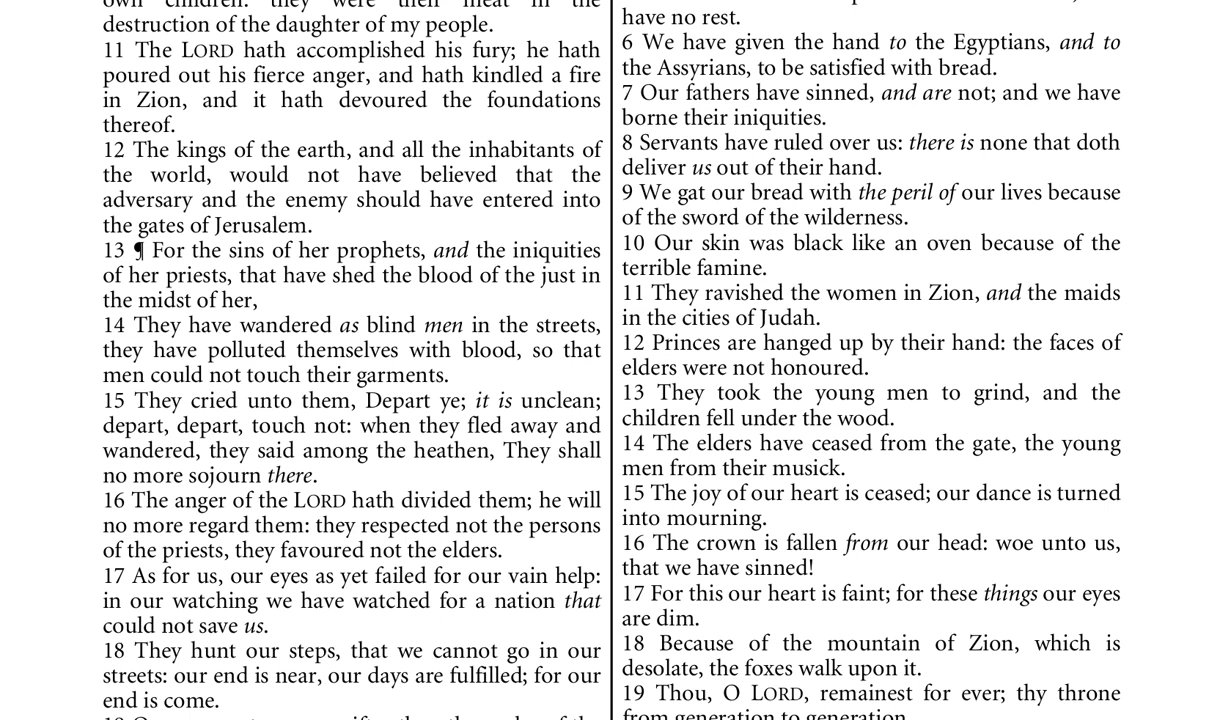 own children: they were their meat in the
destruction of the daughter of my people.
11 The LORD hath accomplished his fury; he hath
poured out his fierce anger, and hath kindled a fire
in Zion, and it hath devoured the foundations
thereof.
12 The kings of the earth, and all the inhabitants of
the world, would not have believed that the
adversary and the enemy should have entered into
the gates of Jerusalem.
13 ¶ For the sins of her prophets, and the iniquities
of her priests, that have shed the blood of the just in
the midst of her,
14 They have wandered as blind men in the streets,
they have polluted themselves with blood, so that
men could not touch their garments.
15 They cried unto them, Depart ye; it is unclean;
depart, depart, touch not: when they fled away and
wandered, they said among the heathen, They shall
no more sojourn there.
16 The anger of the LORD hath divided them; he will
no more regard them: they respected not the persons
of the priests, they favoured not the elders.
17 As for us, our eyes as yet failed for our vain help:
in our watching we have watched for a nation that
could not save us.
18 They hunt our steps, that we cannot go in our
streets: our end is near, our days are fulfilled; for our
end is come.
have no rest.
6 We have given the hand to the Egyptians, and to
the Assyrians, to be satisfied with bread.
7 Our fathers have sinned, and are not; and we have
borne their iniquities.
8 Servants have ruled over us: there is none that doth
deliver us out of their hand.
9 We gat our bread with the peril of our lives because
of the sword of the wilderness.
10 Our skin was black like an oven because of the
terrible famine.
11 They ravished the women in Zion, and the maids
in the cities of Judah.
12 Princes are hanged up by their hand: the faces of
elders were not honoured.
13 They took the young men to grind, and the
children fell under the wood.
14 The elders have ceased from the gate, the young
men from their musick.
15 The joy of our heart is ceased; our dance is turned
into mourning.
16 The crown is fallen from our head: woe unto us,
that we have sinned!
17 For this our heart is faint; for these things our eyes
are dim.
18 Because of the mountain of Zion, which is
desolate, the foxes walk upon it.
19 Thou, O LORD, remainest for ever; thy throne
from generation to generation.